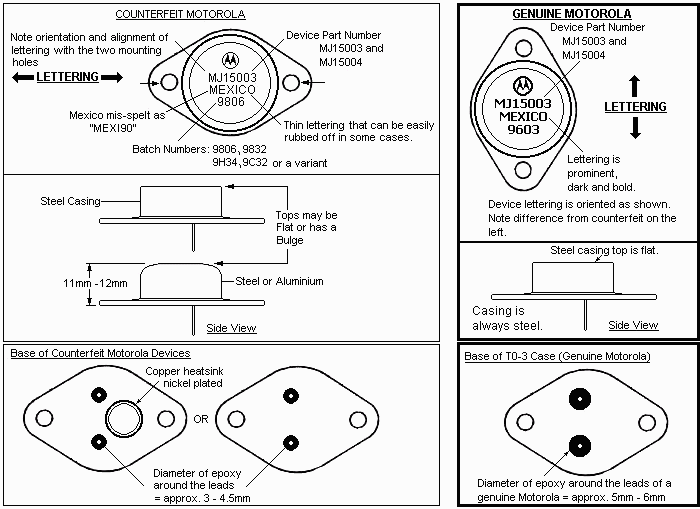 COUNTERFEIT MOTOROLA
Note orientation and alignment of
lettering with the two mounting
holes
LETTERING
Device Part Number
MJ15003 and
MJ15004
MJ15003
MEXICO
9806
Mexico mis-spelt as
"MEXI90"
Thin lettering that can be easily
rubbed off in some cases.
Batch Numbers: 9806, 9832
9H34, 9C32 or a variant
Steel Casing
Tops may be
Flat or has a
Bulge
11mm -12mm
Steel or Aluminium
Side View
Base of Counterfeit Motorola Devices
Copper heatsink
nickel plated
OR
Diameter of epoxy
around the leads
= approx. 3 - 4.5mm
GENUINE MOTOROLA
Device Part Number
MJ15003 and
MJ15004
MJ15003
MEXICO
9603
LETTERING
Lettering is
prominent,
dark and bold.
Device lettering is oriented as shown.
Note difference from counterfeit on the
left.
Steel casing top is flat.
Casing is
always steel.
Side View
Base of T0-3 Case (Genuine Motorola)
Diameter of epoxy around the leads of a
genuine Motorola = approx. 5mm - 6mm